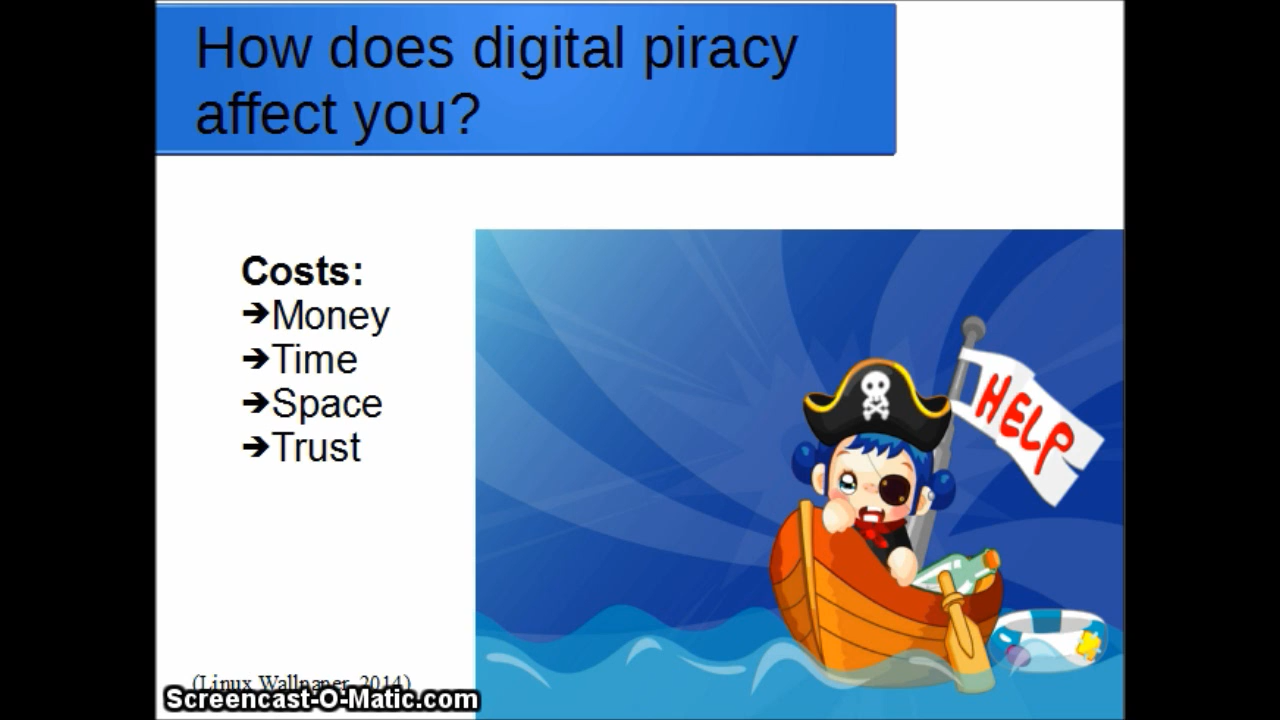 How does digital piracy
affect you?
Costs:
➔Money
➔Time
➔Space
➔Trust
HELP
(Linux Wallpaper, 2014)
Screencast-O-Matic.com